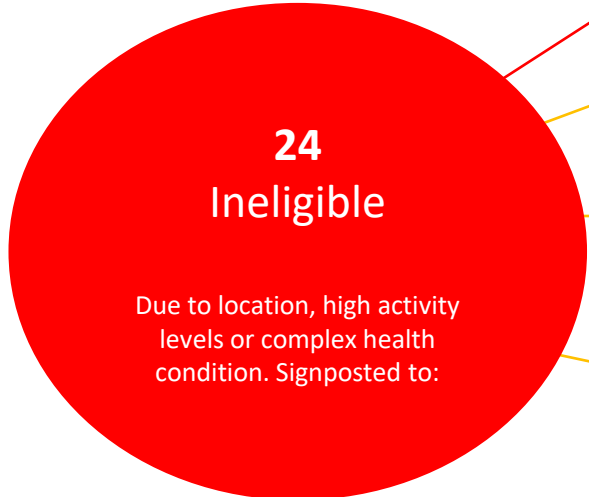 24
Ineligible
Due to location, high activity
levels or complex health
condition. Signposted to: